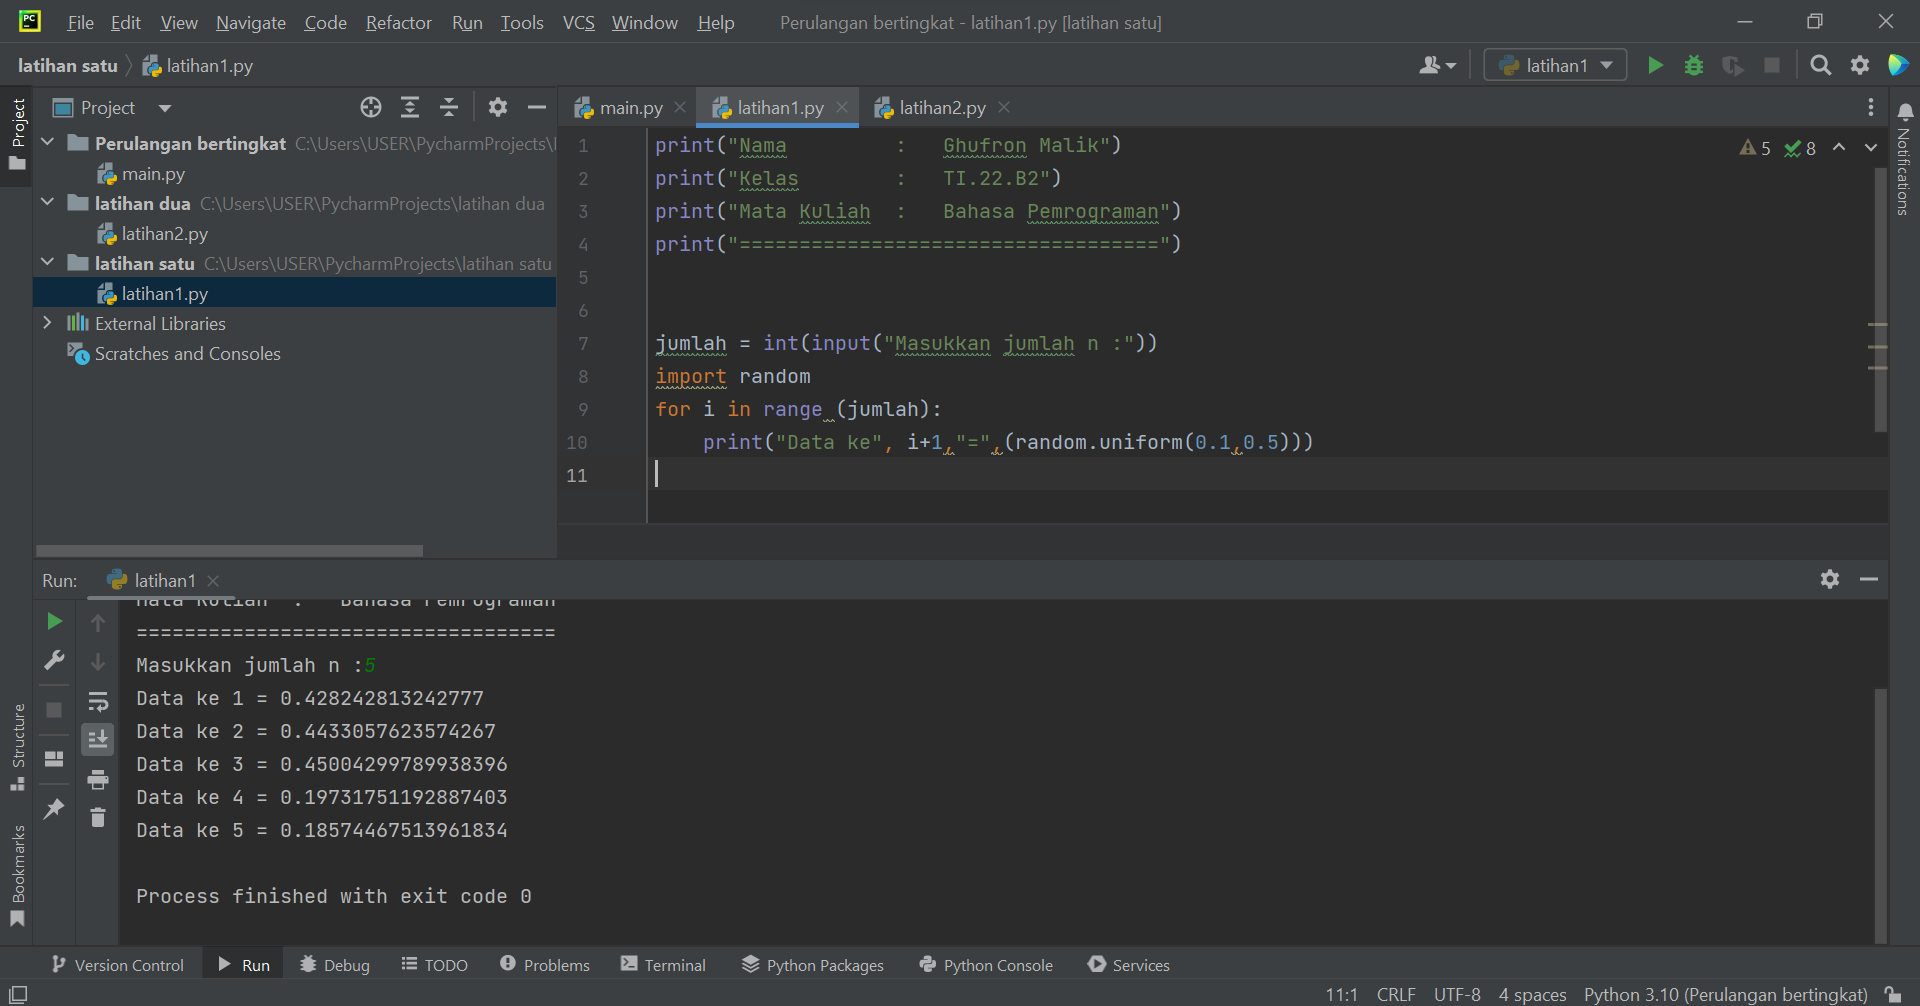 File Edit View Navigate Code Refactor Run Tools VCS Window Help Perulangan bertingkat - latihan1.py [latihan satu]
latihan satu latihan1.py latihan1
Project
Project
main.py latihan1.py latihan2.py
Perulangan bertingkat C:\Users\USER\PycharmProjects\
main.py
latihan dua C:\Users\USER\PycharmProjects\latihan dua
latihan2.py
latihan satu C:\Users\USER\PycharmProjects\latihan satu
latihan1.py
External Libraries
Scratches and Consoles
1 print("Nama         :   Ghufron Malik")
2 print("Kelas        :   TI.22.B2")
3 print("Mata Kuliah  :   Bahasa Pemrograman")
4 print("===================================")
5
6
7 jumlah = int(input("Masukkan jumlah n :"))
8 import random
9 for i in range (jumlah):
10     print("Data ke", i+1,"=",(random.uniform(0.1,0.5)))
11
5 8
Notifications
Run: latihan1
Mata Kuliah  :   Bahasa Pemrograman
===================================
Masukkan jumlah n :5
Data ke 1 = 0.428242813242777
Data ke 2 = 0.4433057623574267
Data ke 3 = 0.45004299789938396
Data ke 4 = 0.19731751192887403
Data ke 5 = 0.18574467513961834
Process finished with exit code 0
Structure
Bookmarks
Version Control Run Debug TODO Problems Terminal Python Packages Python Console Services
11:1 CRLF UTF-8 4 spaces Python 3.10 (Perulangan bertingkat)